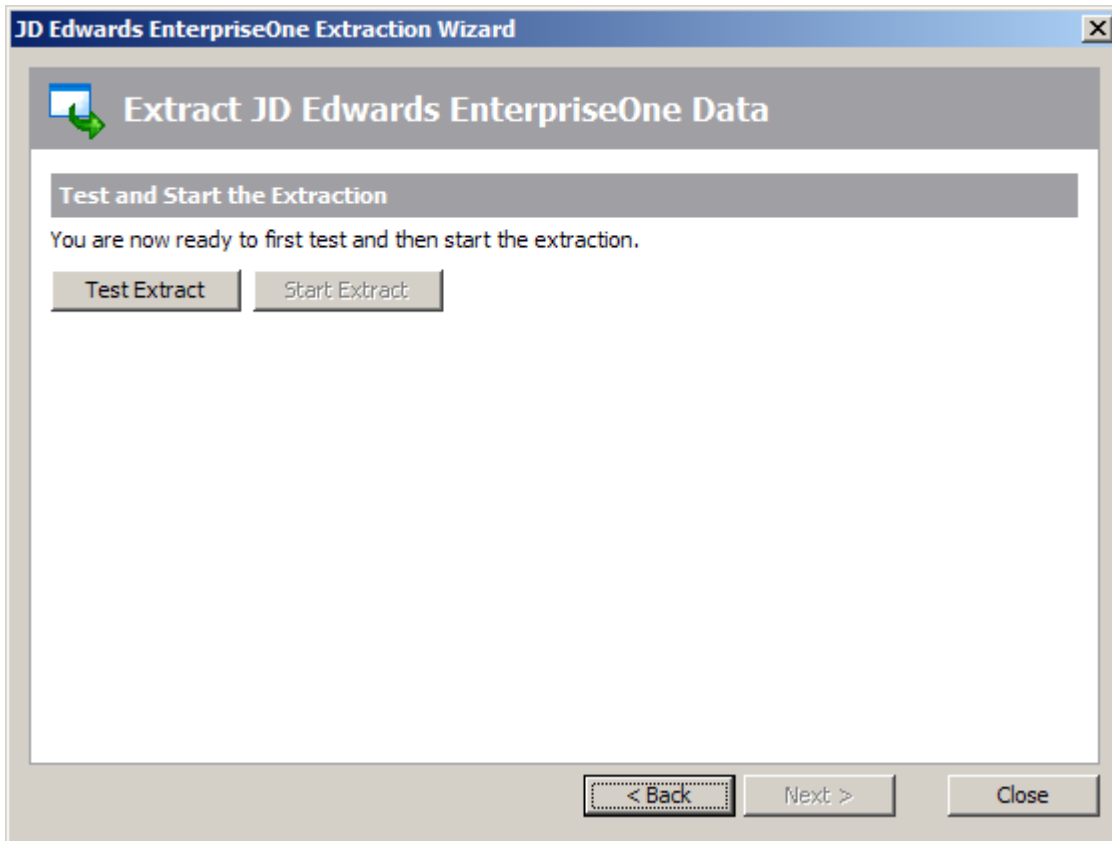 JD Edwards EnterpriseOne Extraction Wizard
Extract JD Edwards EnterpriseOne Data
Test and Start the Extraction
You are now ready to first test and then start the extraction.
Test Extract Start Extract
< Back Next > Close